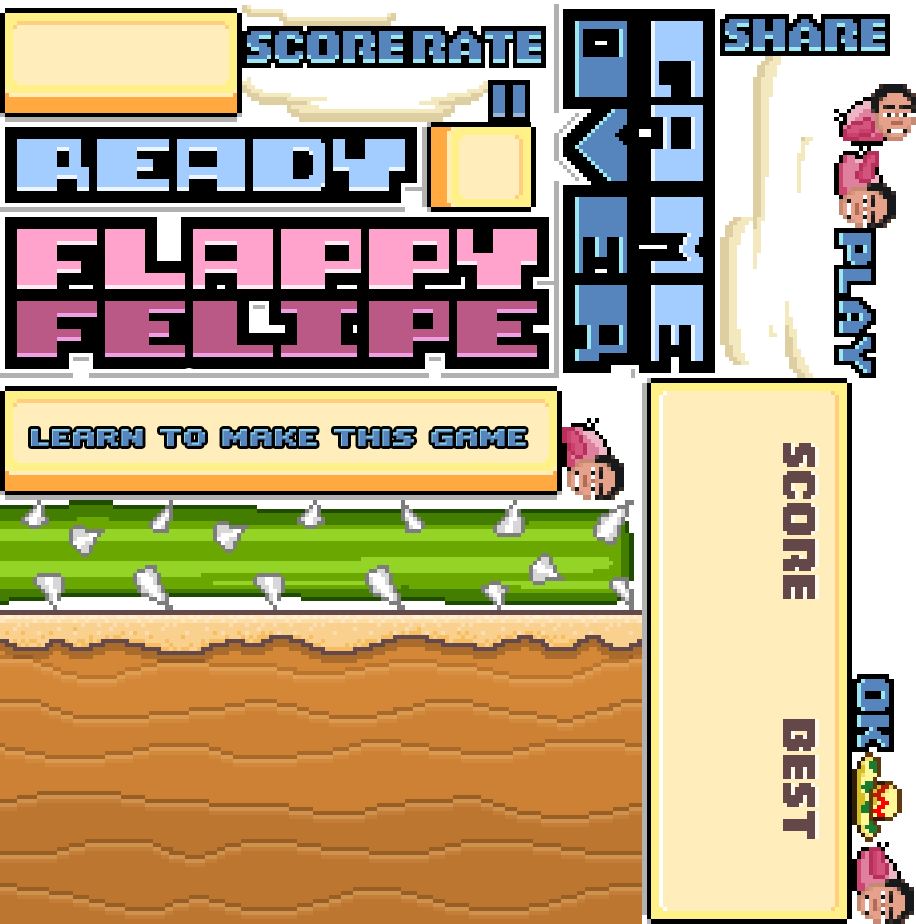 SCORE RATE
SHARE
READY
GAME
OVER
FLAPPY
FELIPE
PLAY
LEARN TO MAKE THIS GAME
SCORE
BEST
OK